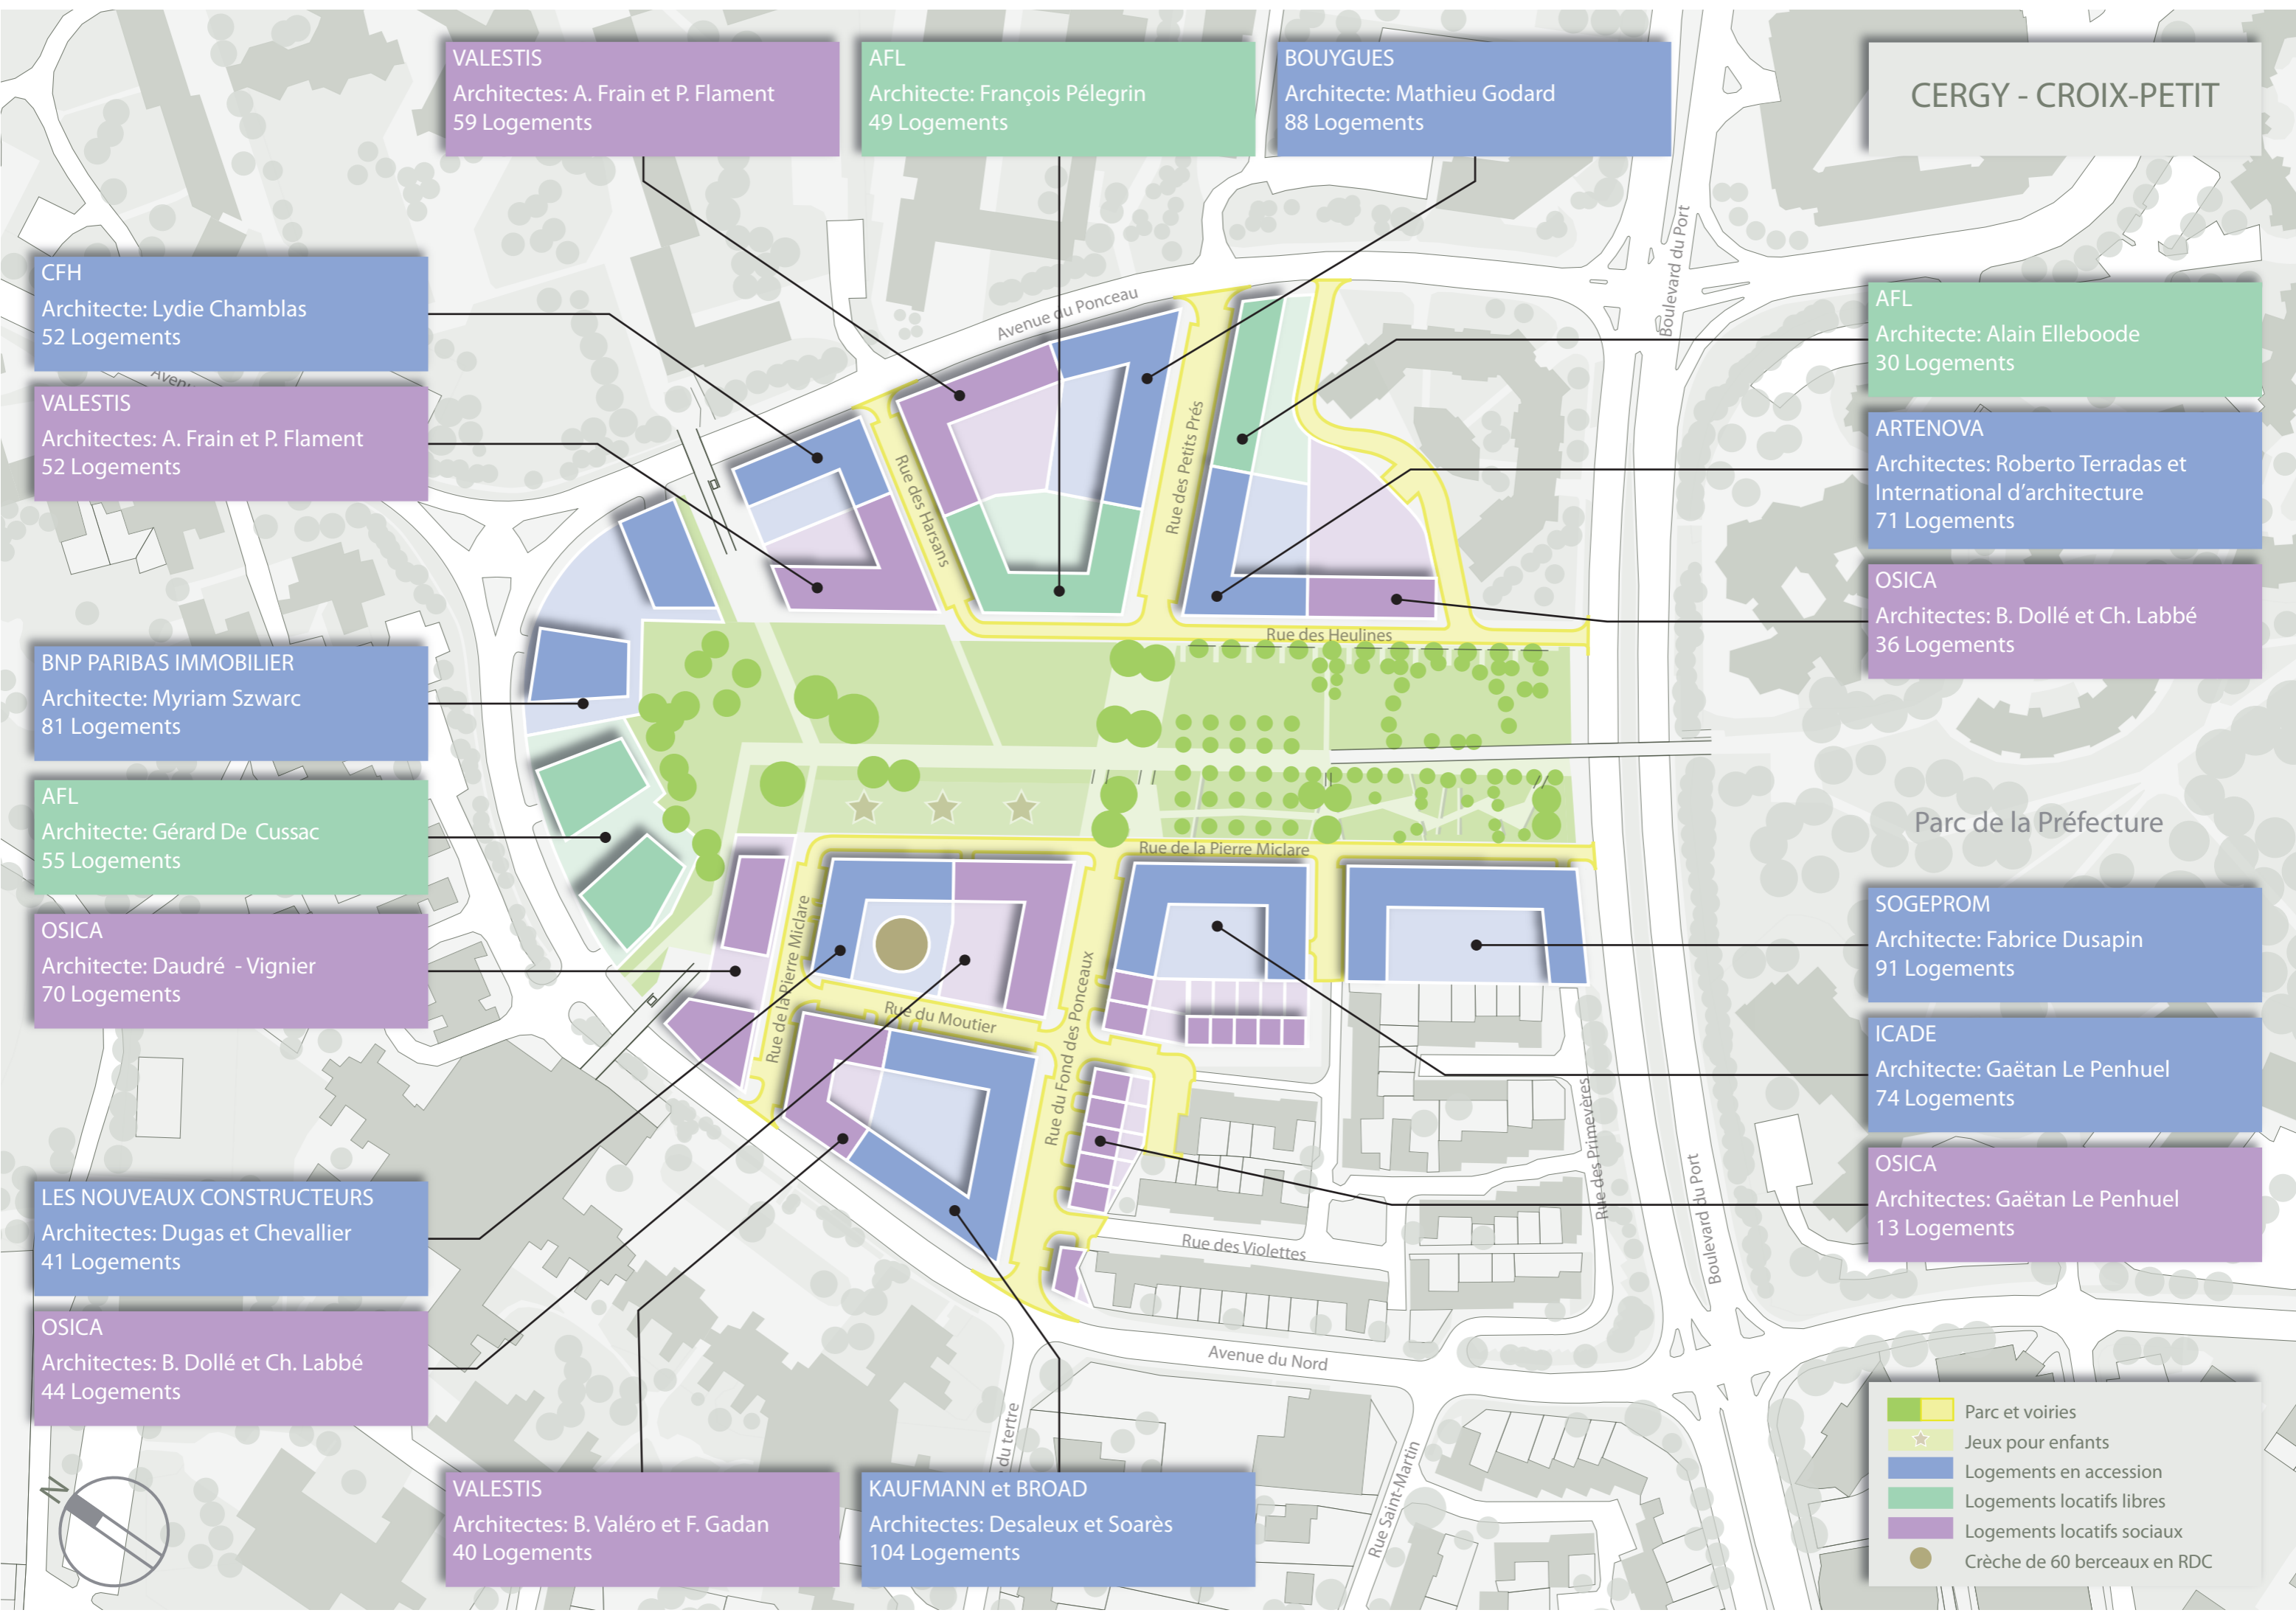 VALESTIS
Architectes: A. Frain et P. Flament
59 Logements
AFL
Architecte: François Pélegrin
49 Logements
BOUYGUES
Architecte: Mathieu Godard
88 Logements
CERGY - CROIX-PETIT
CFH
Architecte: Lydie Chamblas
52 Logements
VALESTIS
Architectes: A. Frain et P. Flament
52 Logements
BNP PARIBAS IMMOBILIER
Architecte: Myriam Szwarc
81 Logements
AFL
Architecte: Gérard De Cussac
55 Logements
OSICA
Architecte: Daudré - Vignier
70 Logements
LES NOUVEAUX CONSTRUCTEURS
Architectes: Dugas et Chevallier
41 Logements
OSICA
Architectes: B. Dollé et Ch. Labbé
44 Logements
VALESTIS
Architectes: B. Valéro et F. Gadan
40 Logements
KAUFMANN et BROAD
Architectes: Desaleux et Soarès
104 Logements
AFL
Architecte: Alain Elleboode
30 Logements
ARTENOVA
Architectes: Roberto Terradas et
International d'architecture
71 Logements
OSICA
Architectes: B. Dollé et Ch. Labbé
36 Logements
Parc de la Préfecture
SOGEPROM
Architecte: Fabrice Dusapin
91 Logements
ICADE
Architecte: Gaëtan Le Penhuel
74 Logements
OSICA
Architectes: Gaëtan Le Penhuel
13 Logements
Avenue du Ponceau
Boulevard du Port
Rue des Harsans
Rue des Petits Prés
Rue des Heulines
Rue de la Pierre Miclare
Rue de la Pierre Miclare
Rue du Moutier
Rue du Fond des Ponceaux
Rue des Primevères
Boulevard du Port
Rue des Violettes
Avenue du Nord
du tertre
Rue Saint-Martin
N
Parc et voiries
Jeux pour enfants
Logements en accession
Logements locatifs libres
Logements locatifs sociaux
Crèche de 60 berceaux en RDC